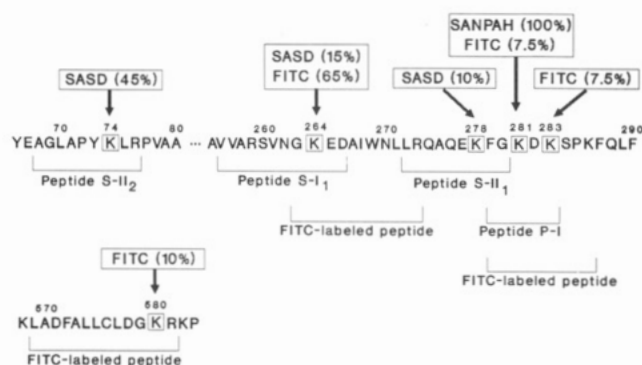 SANPAH (100%)
FITC (7.5%)
SASD (15%)
FITC (65%)
SASD (45%)
SASD (10%)
FITC (7.5%)
70 74 80 260 264 270 278 281 283 290
YEAGLAPYKLRPVAA ... AVVARSVNGKEDAIWNLLRQAQEKFGKDKSPKFQLF
Peptide S-II2
Peptide S-I1
Peptide S-II1
FITC-labeled peptide
Peptide P-I
FITC-labeled peptide
FITC (10%)
570 580
KLADFALLCLDGKRKP
FITC-labeled peptide